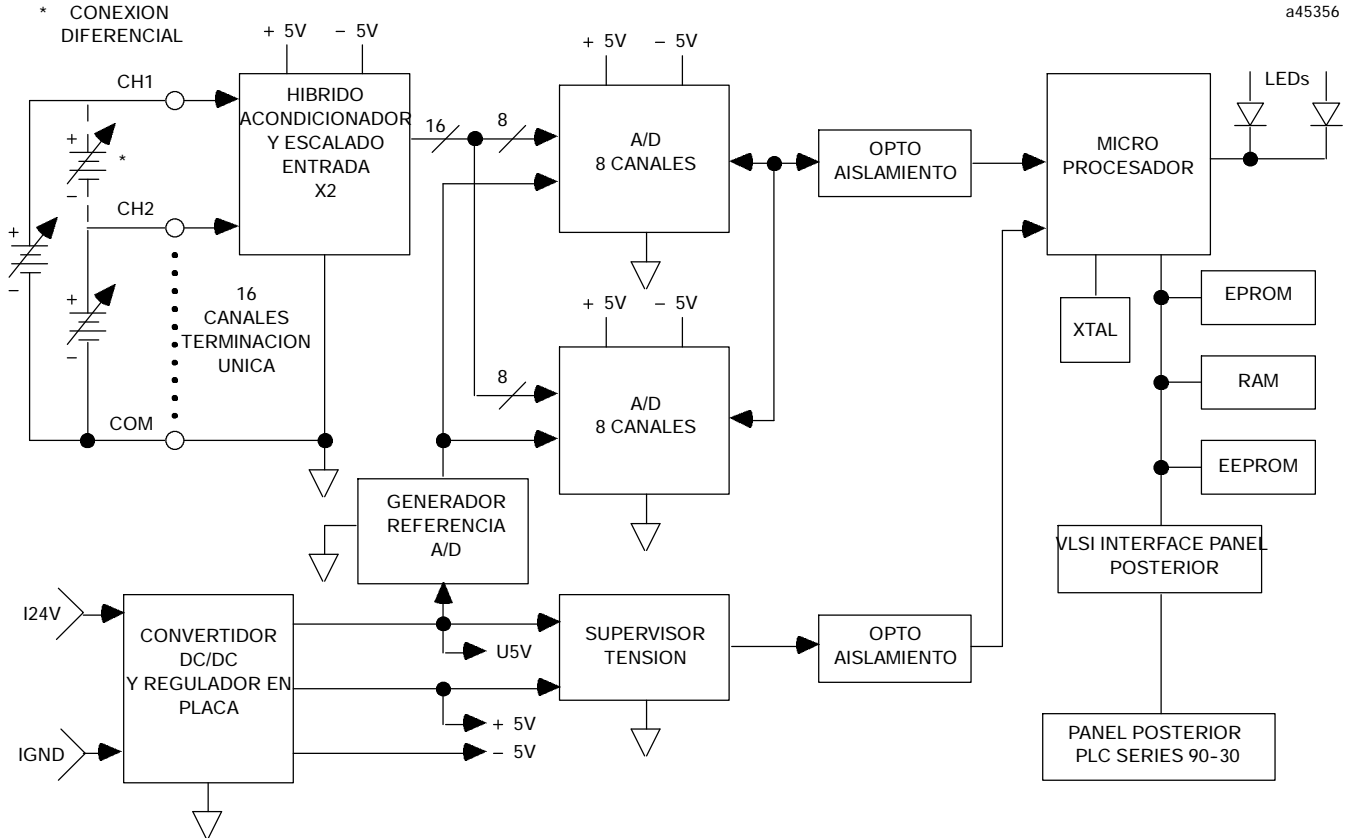 * CONEXION
DIFERENCIAL
a45356
+ 5V − 5V
+ 5V − 5V
LEDs
CH1
HIBRIDO
ACONDICIONADOR
Y ESCALADO
ENTRADA
X2
16
8
A/D
8 CANALES
OPTO
AISLAMIENTO
MICRO
PROCESADOR
+
*
−
CH2
+
−
+
−
16
CANALES
TERMINACION
UNICA
COM
+ 5V − 5V
8
A/D
8 CANALES
XTAL
EPROM
RAM
EEPROM
GENERADOR
REFERENCIA
A/D
VLSI INTERFACE PANEL
POSTERIOR
I24V
IGND
CONVERTIDOR
DC/DC
Y REGULADOR EN
PLACA
U5V
+ 5V
− 5V
SUPERVISOR
TENSION
OPTO
AISLAMIENTO
PANEL POSTERIOR
PLC SERIES 90-30